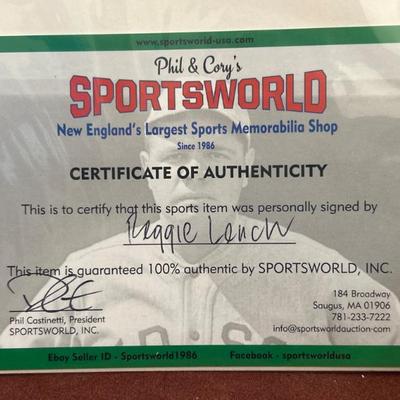 www.sportsworld-usa.com
Phil & Cory's
SPORTSWORLD
New England's Largest Sports Memorabilia Shop
Since 1986
CERTIFICATE OF AUTHENTICITY
This is to certify that this sports item was personally signed by
Reggie Lemelin
This item is guaranteed 100% authentic by SPORTSWORLD, INC.
Phil Castinetti, President
SPORTSWORLD, INC.
184 Broadway
Saugus, MA 01906
781-233-7222
info@sportsworldauction.com
Ebay Seller ID - Sportsworld1986 Facebook - sportsworldusa